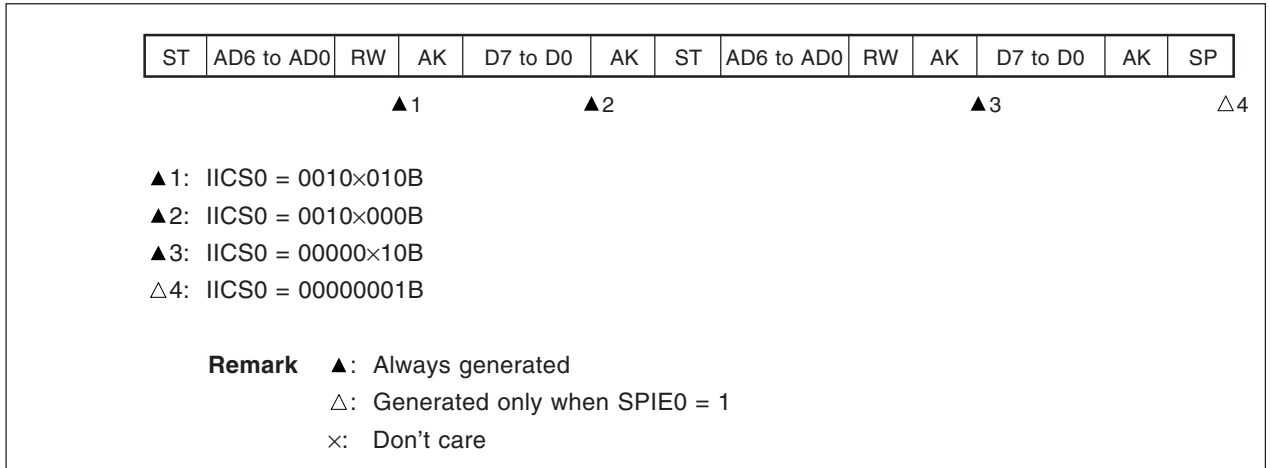 ST AD6 to AD0 RW AK D7 to D0 AK ST AD6 to AD0 RW AK D7 to D0 AK SP
▲1 ▲2 ▲3 △4
▲1: IICS0 = 0010×010B
▲2: IICS0 = 0010×000B
▲3: IICS0 = 00000×10B
△4: IICS0 = 00000001B
Remark ▲: Always generated
△: Generated only when SPIE0 = 1
×: Don't care